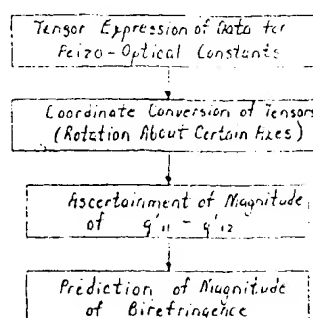 Tensor Expression of Data for
Peizo-Optical Constants
Coordinate Conversion of Tensors
(Rotation About Certain Axes)
Ascertainment of Magnitude
of q'₁₁ - q'₁₂
Prediction of Magnitude
of Birefringence